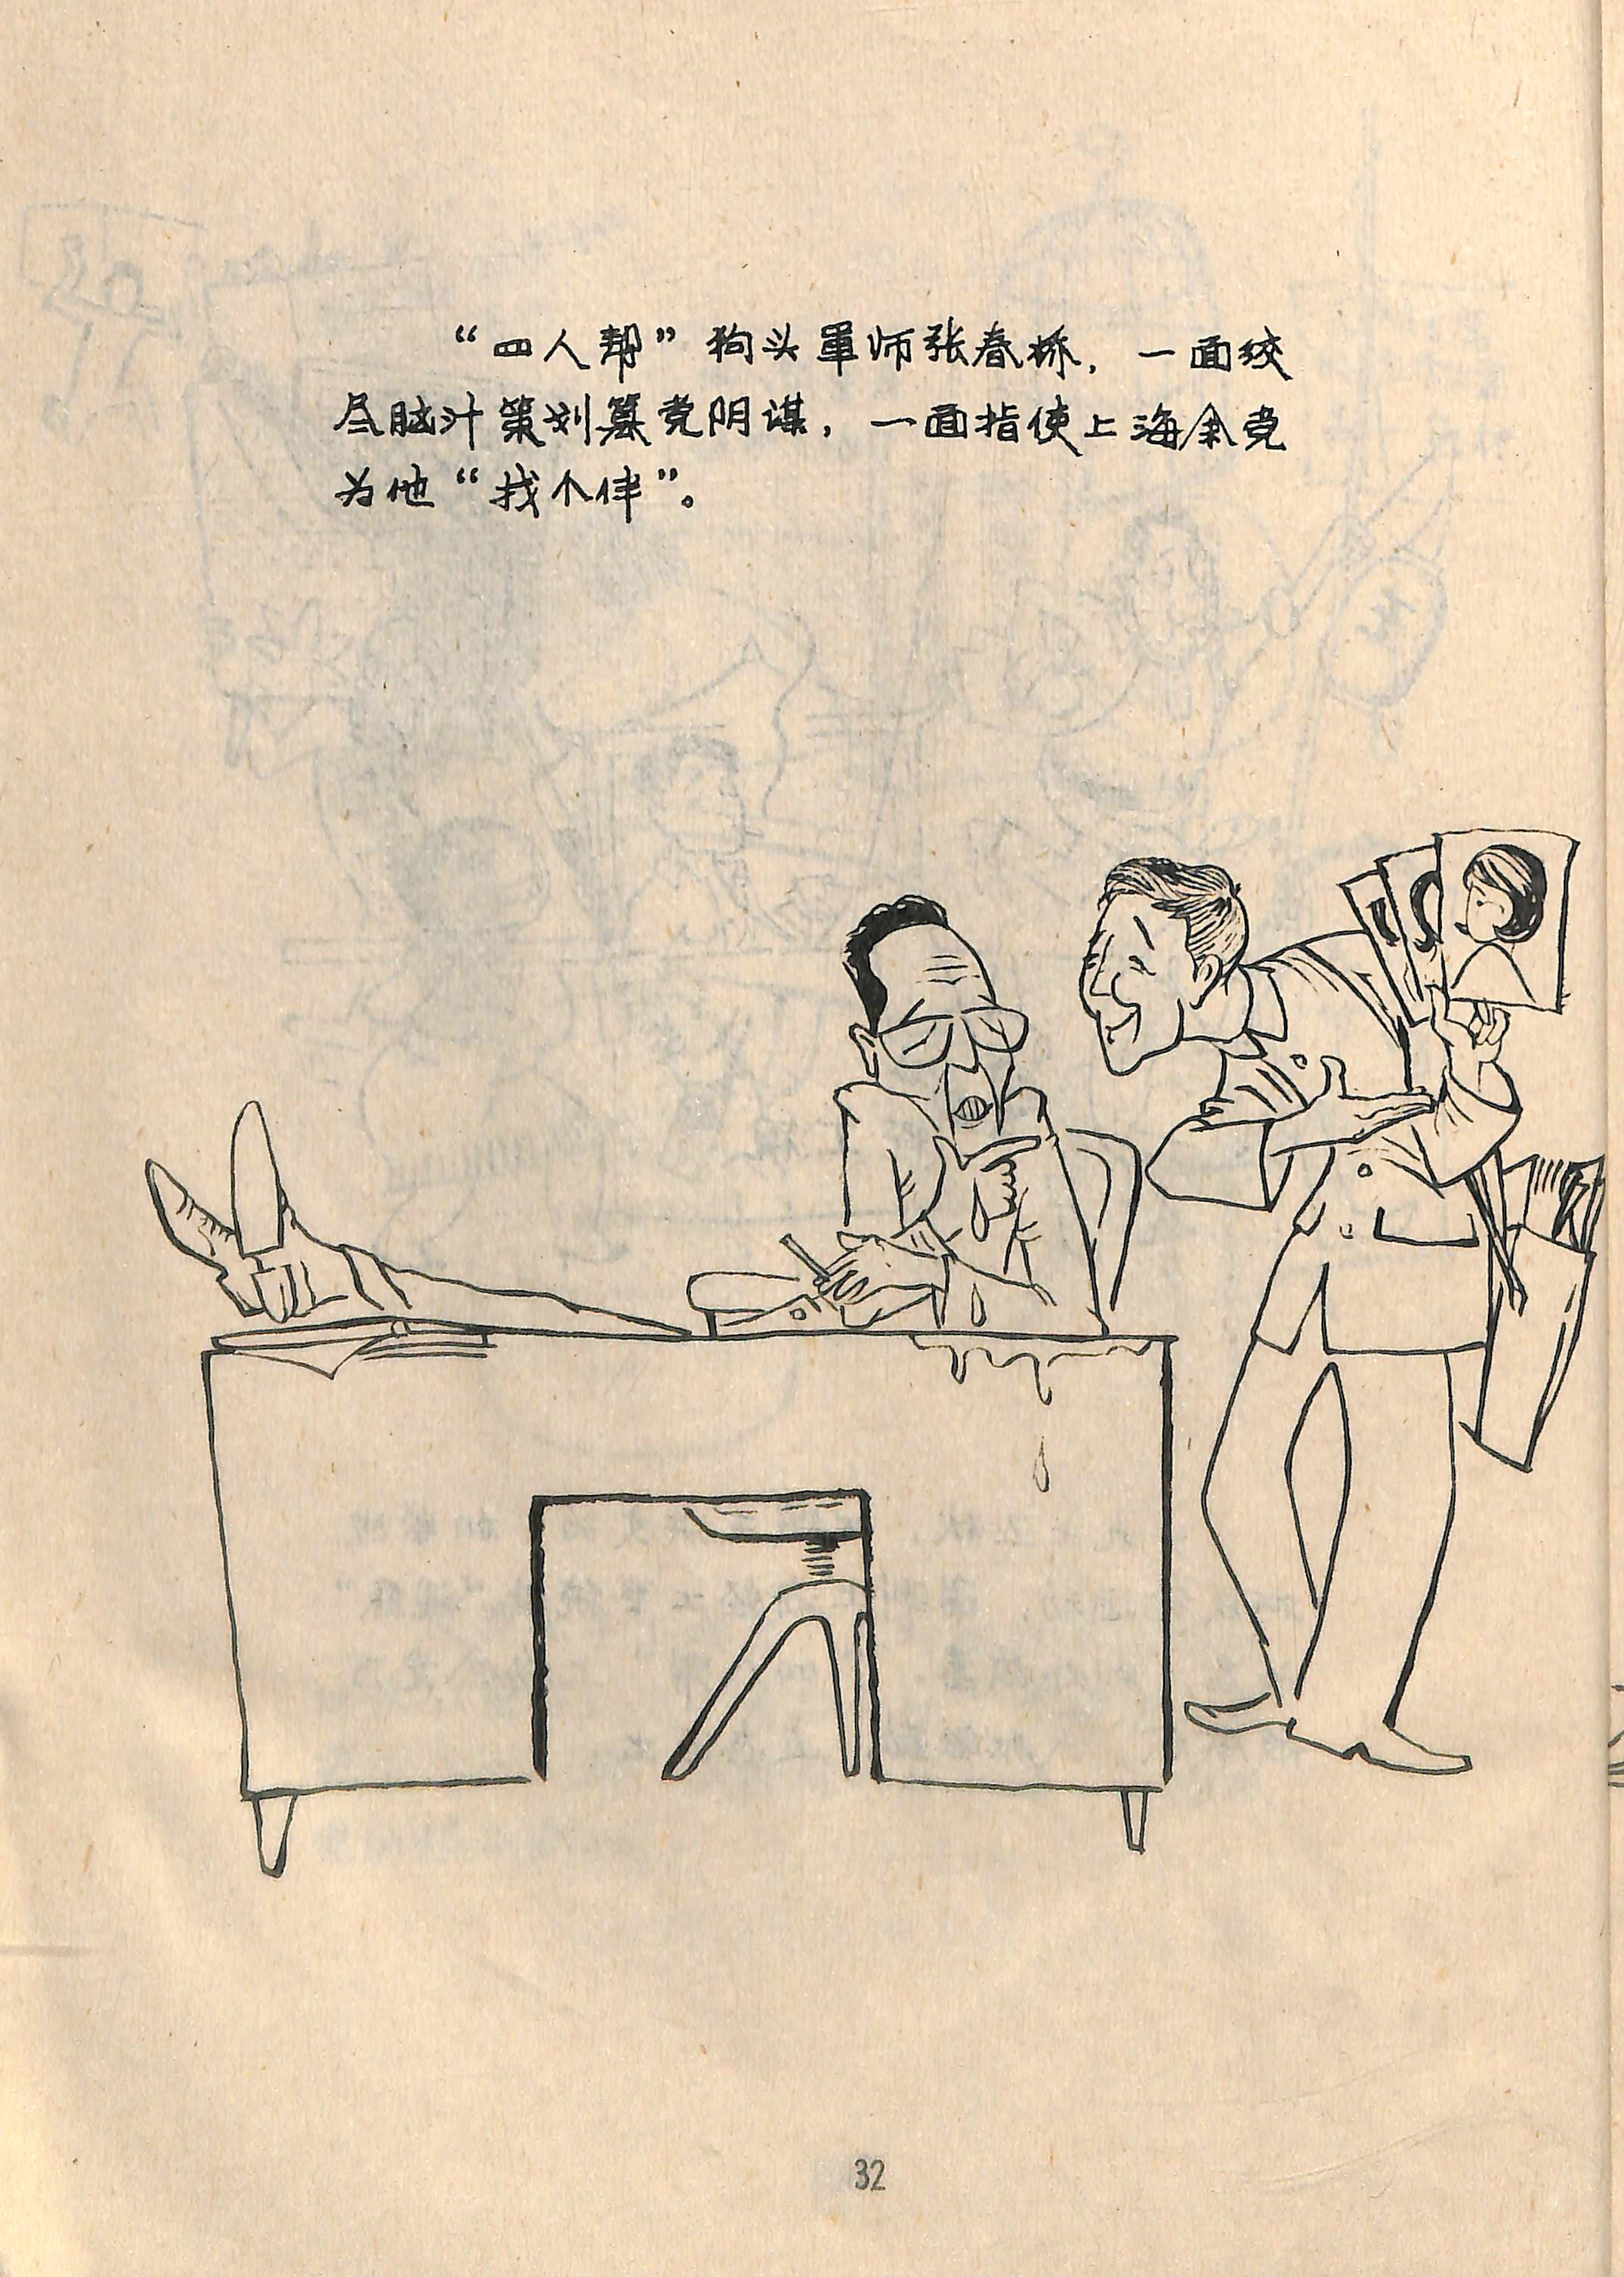 “四人帮”狗头军师张春桥，一面绞
尽脑汁策划篡党阴谋，一面指使上海余党
为他“找个伴”。
32